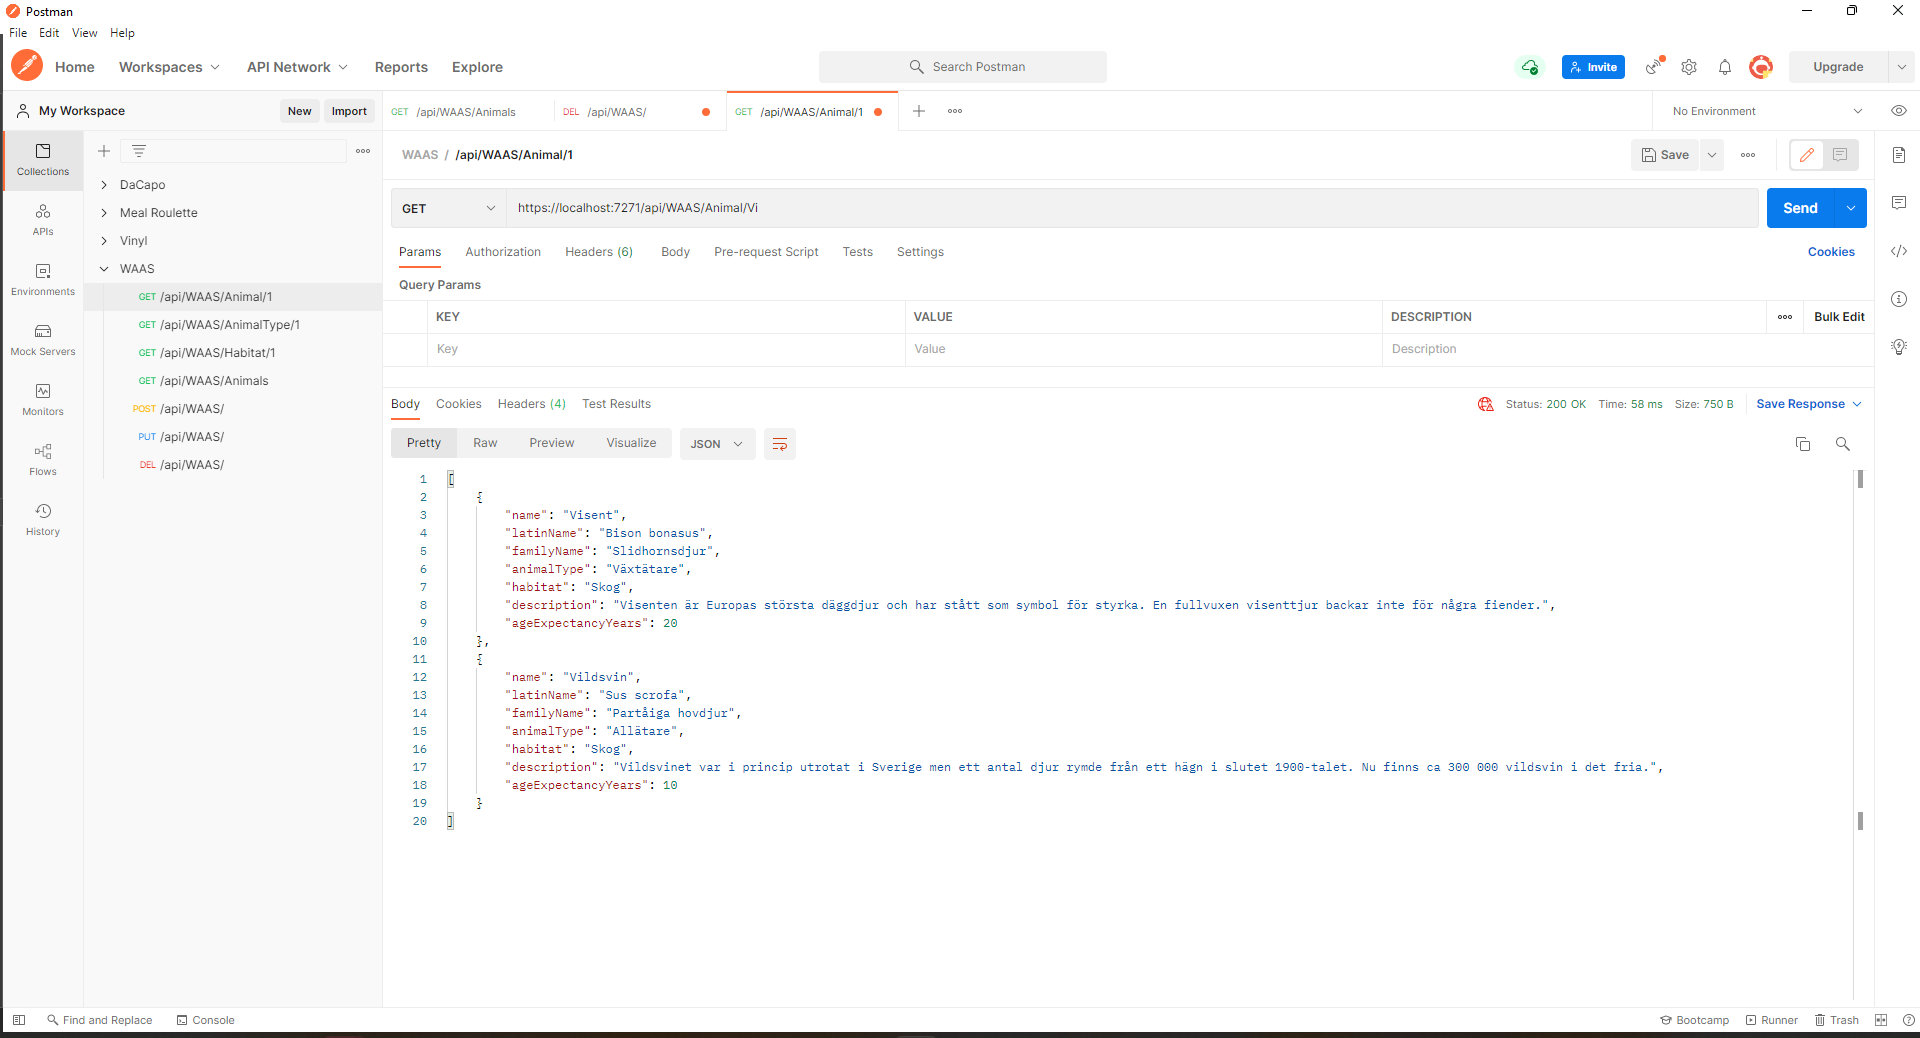 Postman
File Edit View Help
Home Workspaces API Network Reports Explore Search Postman Invite Upgrade
My Workspace New Import GET /api/WAAS/Animals DEL /api/WAAS/ GET /api/WAAS/Animal/1 No Environment
Collections
APIs
Environments
Mock Servers
Monitors
Flows
History
DaCapo
Meal Roulette
Vinyl
WAAS
GET /api/WAAS/Animal/1
GET /api/WAAS/AnimalType/1
GET /api/WAAS/Habitat/1
GET /api/WAAS/Animals
POST /api/WAAS/
PUT /api/WAAS/
DEL /api/WAAS/
WAAS / /api/WAAS/Animal/1 Save
GET https://localhost:7271/api/WAAS/Animal/Vi Send
Params Authorization Headers (6) Body Pre-request Script Tests Settings Cookies
Query Params
KEY VALUE DESCRIPTION Bulk Edit
Key Value Description
Body Cookies Headers (4) Test Results Status: 200 OK Time: 58 ms Size: 750 B Save Response
Pretty Raw Preview Visualize JSON
1 [
2 {
3 "name": "Visent",
4 "latinName": "Bison bonasus",
5 "familyName": "Slidhornsdjur",
6 "animalType": "Växtätare",
7 "habitat": "Skog",
8 "description": "Visenten är Europas största däggdjur och har stått som symbol för styrka. En fullvuxen visenttjur backar inte för några fiender.",
9 "ageExpectancyYears": 20
10 },
11 {
12 "name": "Vildsvin",
13 "latinName": "Sus scrofa",
14 "familyName": "Partåiga hovdjur",
15 "animalType": "Allätare",
16 "habitat": "Skog",
17 "description": "Vildsvinet var i princip utrotat i Sverige men ett antal djur rymde från ett hägn i slutet 1900-talet. Nu finns ca 300 000 vildsvin i det fria.",
18 "ageExpectancyYears": 10
19 }
20 ]
Find and Replace Console Bootcamp Runner Trash